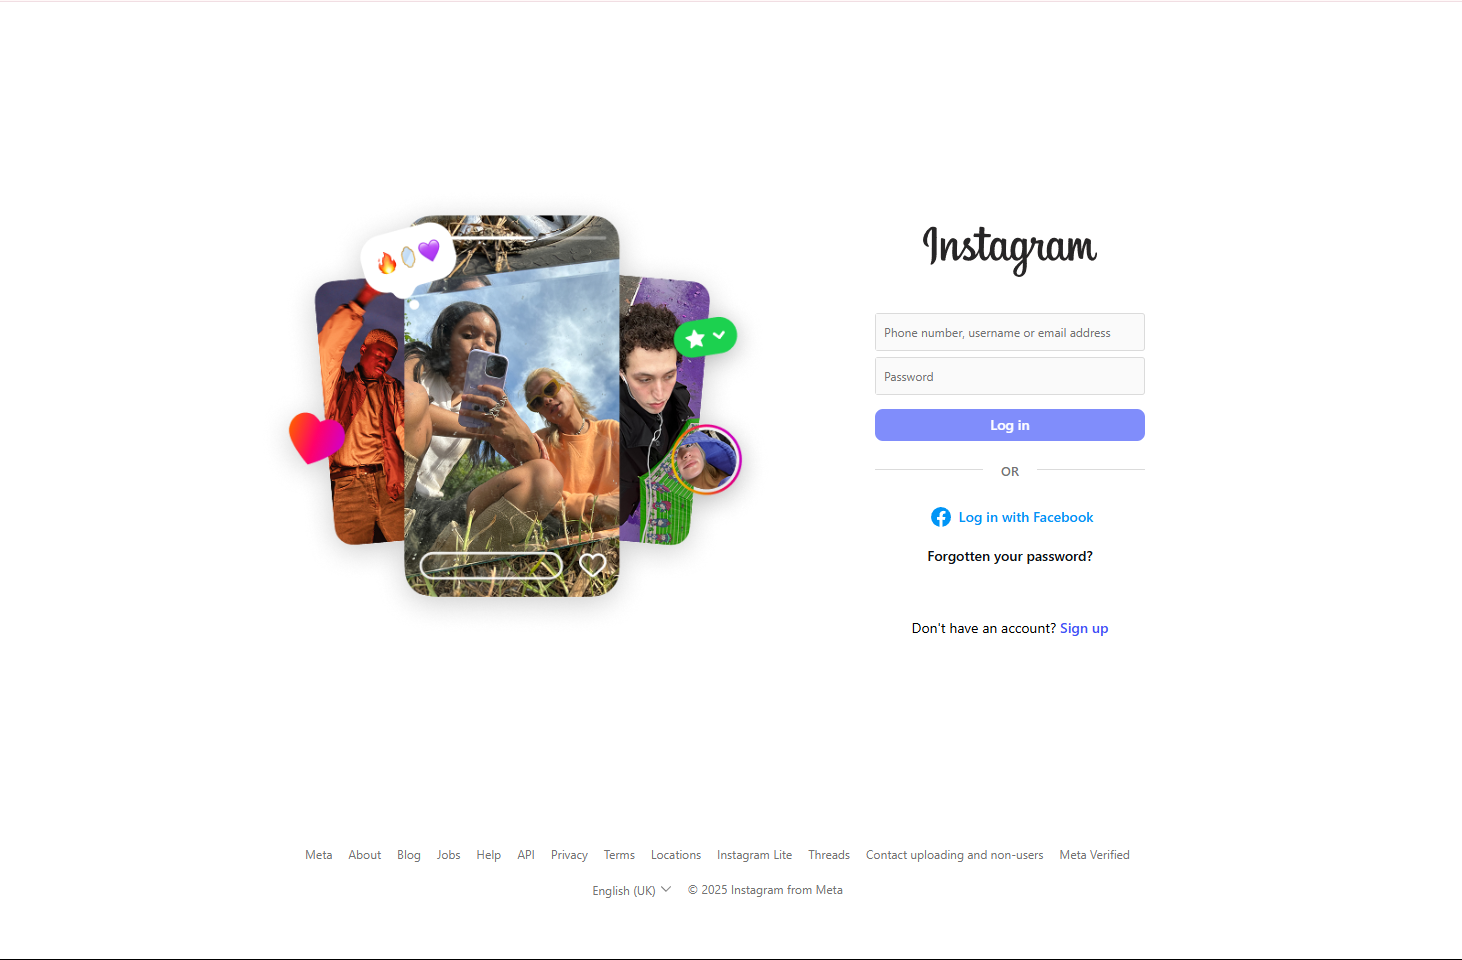 Instagram
Phone number, username or email address
Password
Log in
OR
Log in with Facebook
Forgotten your password?
Don't have an account? Sign up
Meta About Blog Jobs Help API Privacy Terms Locations Instagram Lite Threads Contact uploading and non-users Meta Verified
English (UK) © 2025 Instagram from Meta